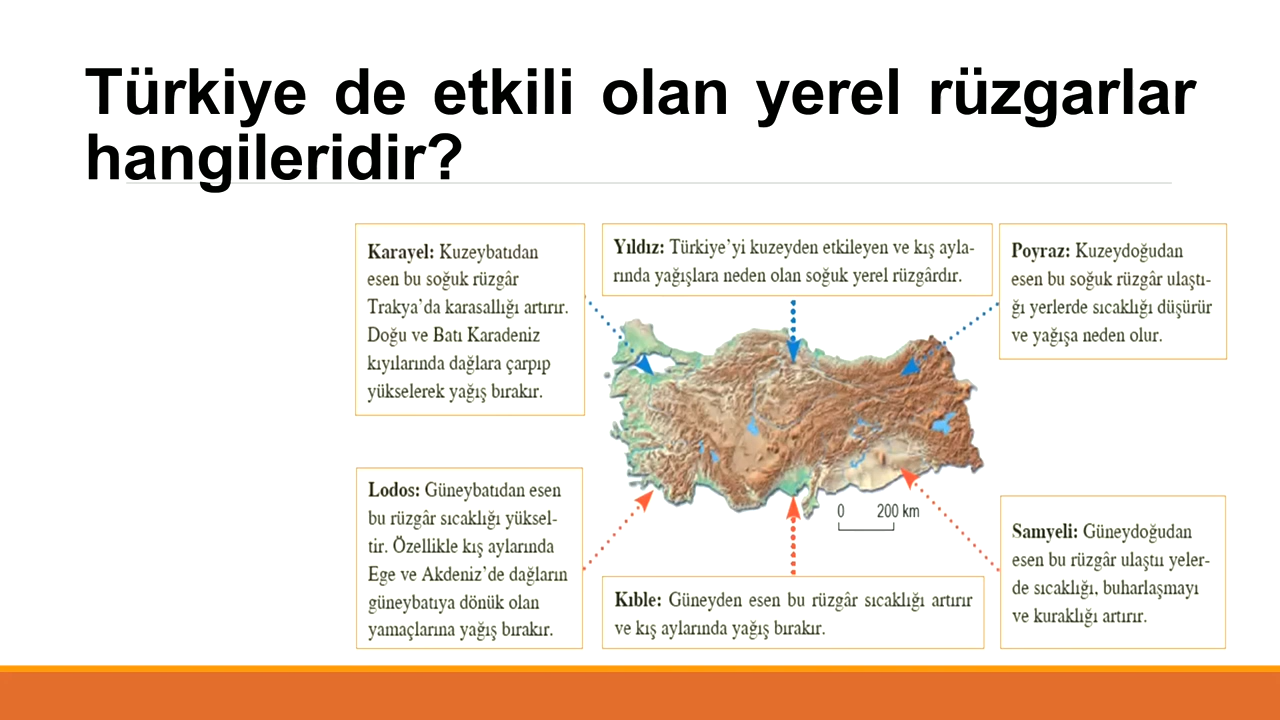 Türkiye de etkili olan yerel rüzgarlar
hangileridir?
Karayel: Kuzeybatıdan
esen bu soğuk rüzgâr
Trakya'da karasallığı artırır.
Doğu ve Batı Karadeniz
kıyılarında dağlara çarpıp
yükselerek yağış bırakır.
Yıldız: Türkiye'yi kuzeyden etkileyen ve kış ayla-
rında yağışlara neden olan soğuk yerel rüzgârdır.
Poyraz: Kuzeydoğudan
esen bu soğuk rüzgâr ulaştı-
ğı yerlerde sıcaklığı düşürür
ve yağışa neden olur.
Lodos: Güneybatıdan esen
bu rüzgâr sıcaklığı yüksel-
tir. Özellikle kış aylarında
Ege ve Akdeniz'de dağların
güneybatıya dönük olan
yamaçlarına yağış bırakır.
0 200 km
Kıble: Güneyden esen bu rüzgâr sıcaklığı artırır
ve kış aylarında yağış bırakır.
Samyeli: Güneydoğudan
esen bu rüzgâr ulaştıı yeler-
de sıcaklığı, buharlaşmayı
ve kuraklığı artırır.